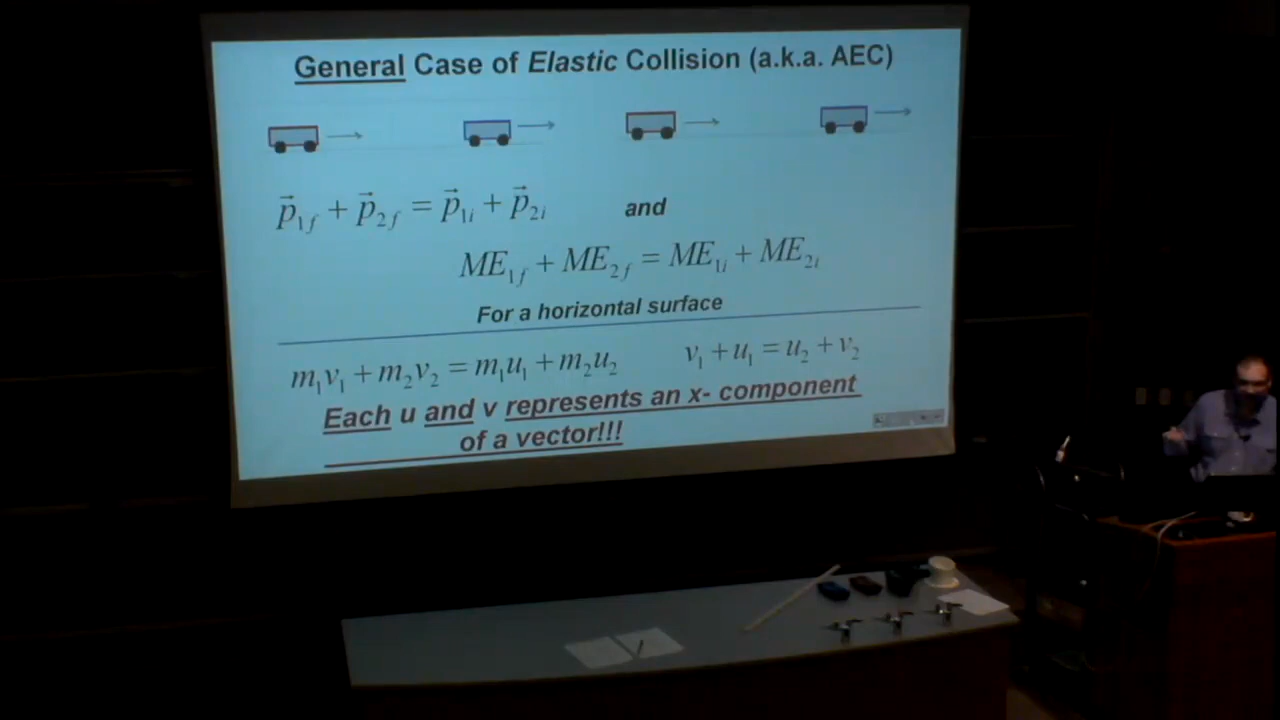 General Case of Elastic Collision (a.k.a. AEC)
p⃗₁f + p⃗₂f = p⃗₁i + p⃗₂i and
ME₁f + ME₂f = ME₁i + ME₂i
For a horizontal surface
m₁v₁ + m₂v₂ = m₁u₁ + m₂u₂ v₁ + u₁ = u₂ + v₂
Each u and v represents an x- component
of a vector!!!